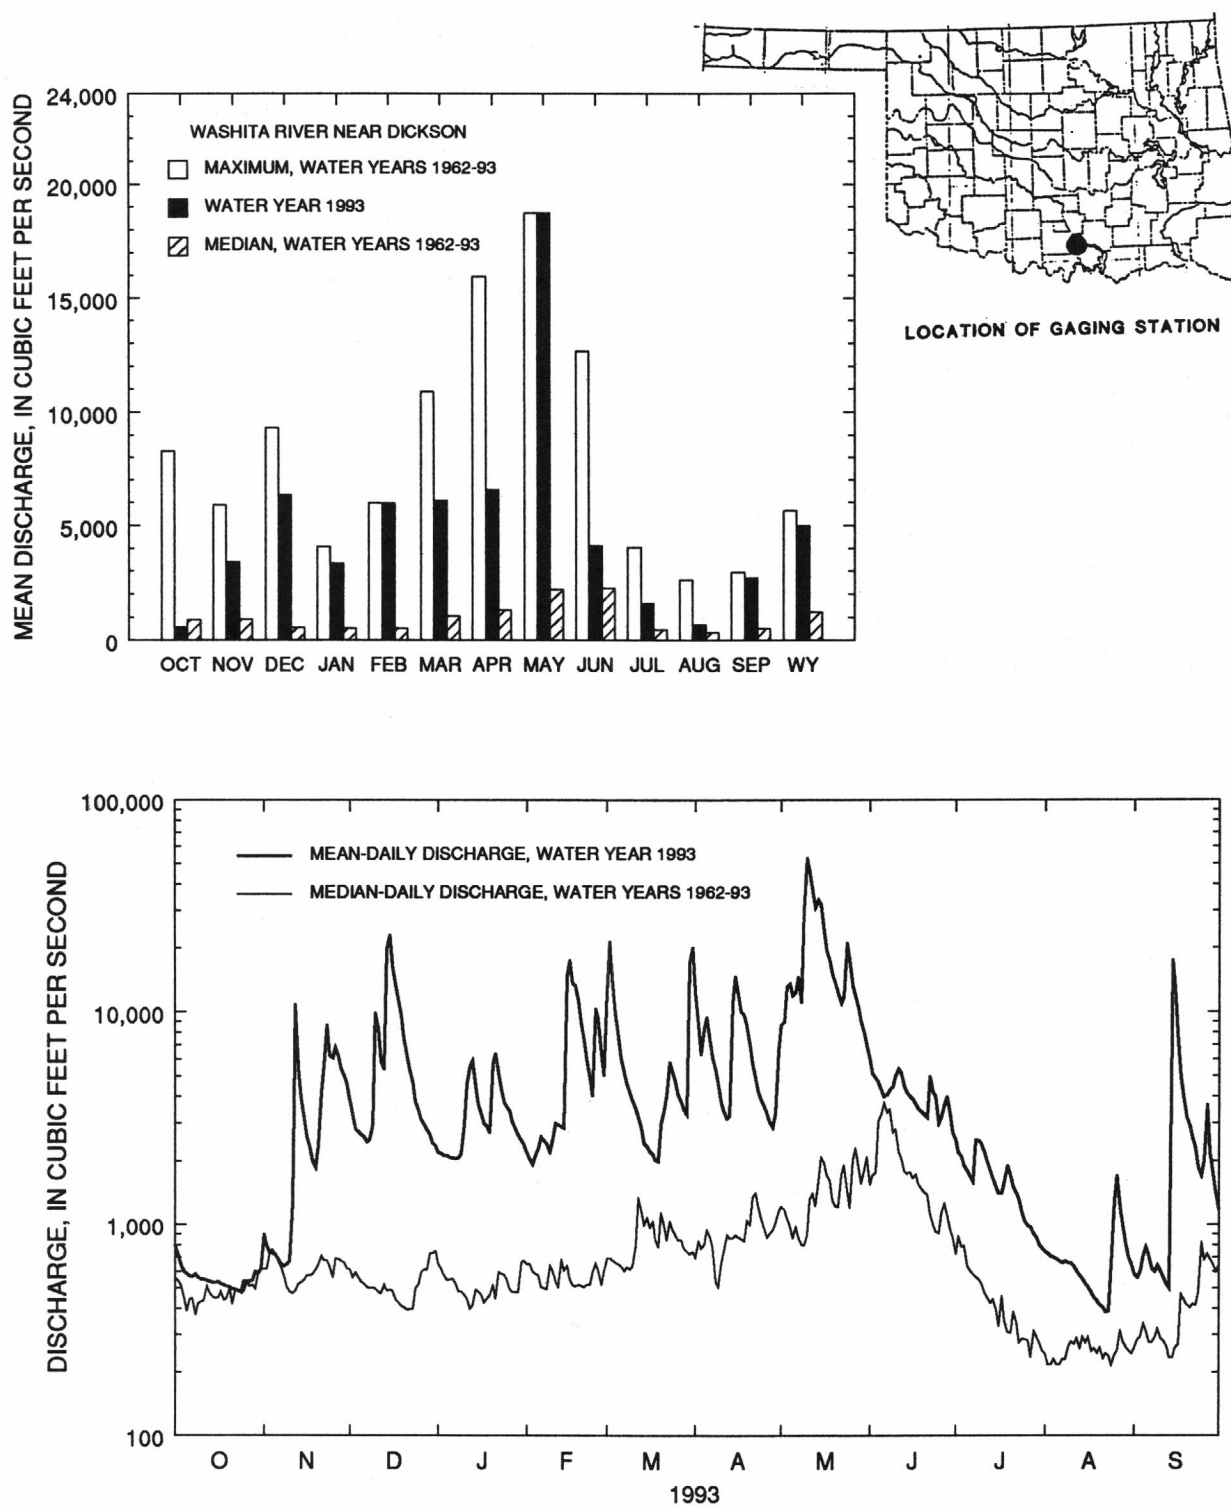 MEAN DISCHARGE, IN CUBIC FEET PER SECOND
24,000
20,000
15,000
10,000
5,000
0
WASHITA RIVER NEAR DICKSON
MAXIMUM, WATER YEARS 1962-93
WATER YEAR 1993
MEDIAN, WATER YEARS 1962-93
OCT NOV DEC JAN FEB MAR APR MAY JUN JUL AUG SEP WY
LOCATION OF GAGING STATION
DISCHARGE, IN CUBIC FEET PER SECOND
100,000
10,000
1,000
100
MEAN-DAILY DISCHARGE, WATER YEAR 1993
MEDIAN-DAILY DISCHARGE, WATER YEARS 1962-93
O N D J F M A M J J A S
1993